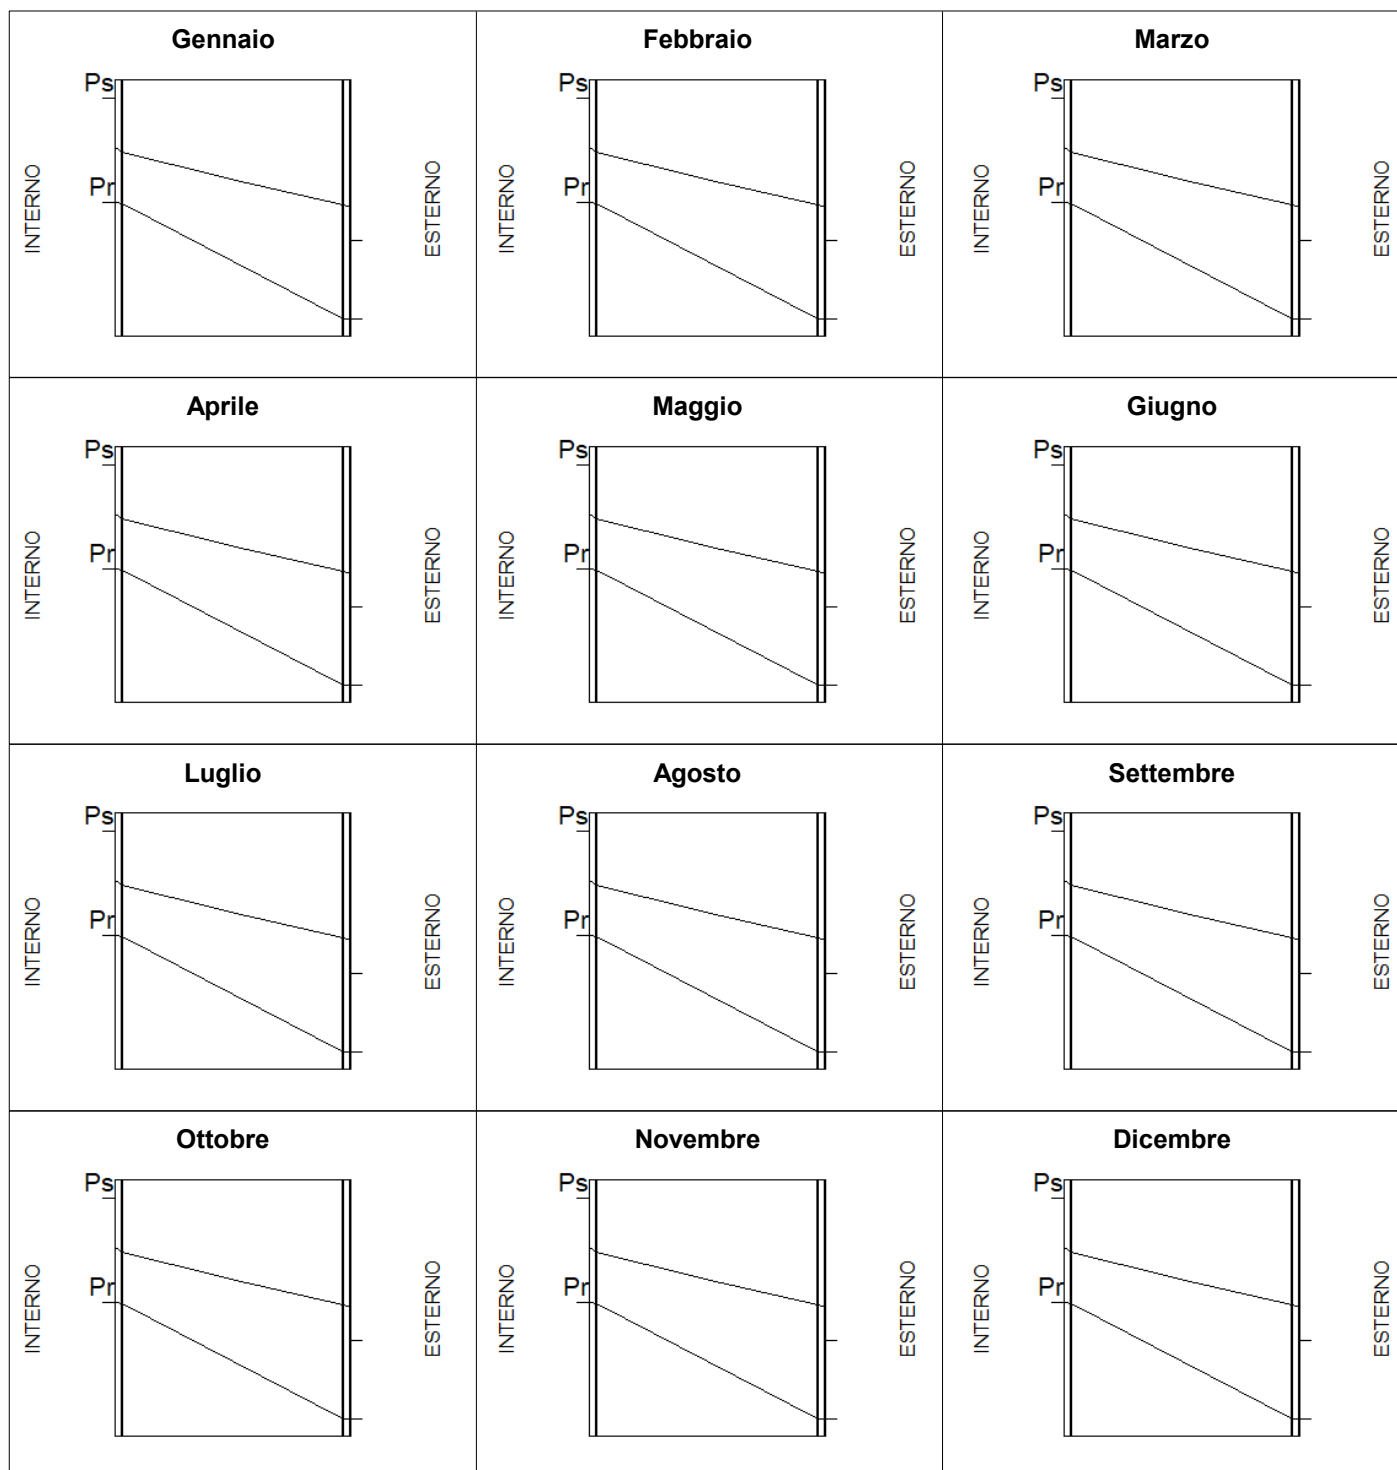 Gennaio
Ps
Pr
INTERNO
ESTERNO
Febbraio
Ps
Pr
INTERNO
ESTERNO
Marzo
Ps
Pr
INTERNO
ESTERNO
Aprile
Ps
Pr
INTERNO
ESTERNO
Maggio
Ps
Pr
INTERNO
ESTERNO
Giugno
Ps
Pr
INTERNO
ESTERNO
Luglio
Ps
Pr
INTERNO
ESTERNO
Agosto
Ps
Pr
INTERNO
ESTERNO
Settembre
Ps
Pr
INTERNO
ESTERNO
Ottobre
Ps
Pr
INTERNO
ESTERNO
Novembre
Ps
Pr
INTERNO
ESTERNO
Dicembre
Ps
Pr
INTERNO
ESTERNO